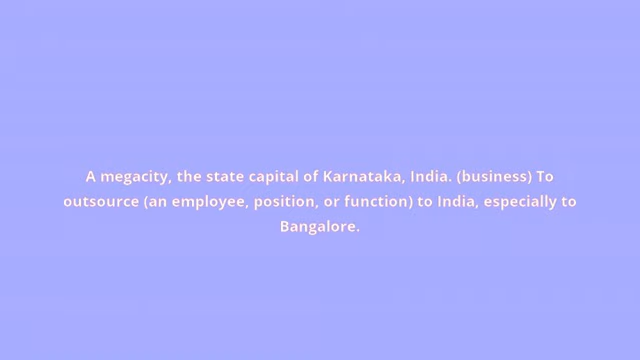 A megacity, the state capital of Karnataka, India. (business) To
outsource (an employee, position, or function) to India, especially to
Bangalore.